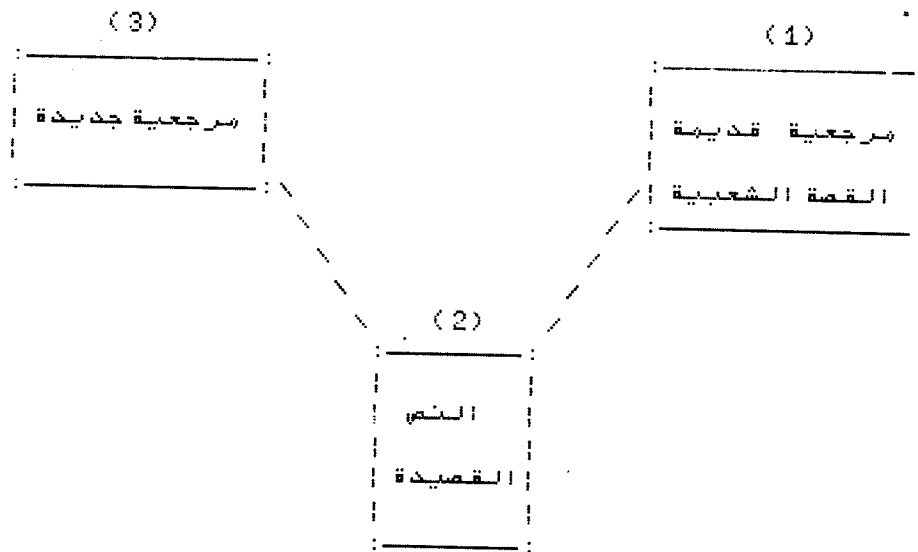 (1)
مرجعية قديمة
القصة الشعبية
(2)
النص
القصيدة
(3)
مرجعية جديدة